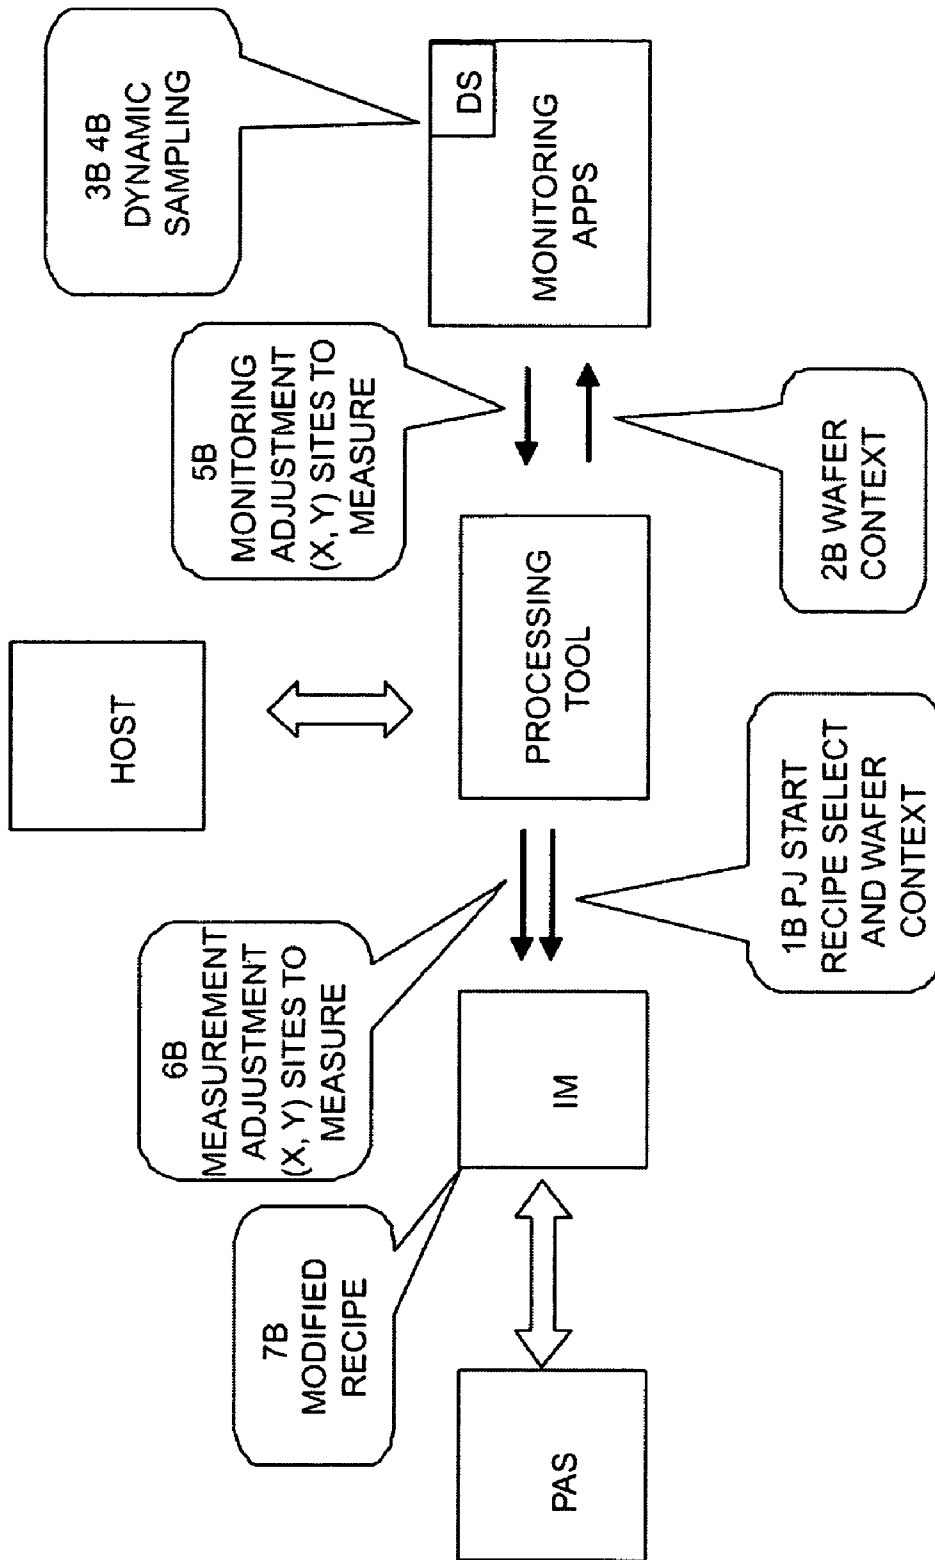 HOST
3B 4B
DYNAMIC
SAMPLING
5B
MONITORING
ADJUSTMENT
(X, Y) SITES TO
MEASURE
6B
MEASUREMENT
ADJUSTMENT
(X, Y) SITES TO
MEASURE
7B
MODIFIED
RECIPE
PAS
IM
PROCESSING
TOOL
DS
MONITORING
APPS
1B PJ START
RECIPE SELECT
AND WAFER
CONTEXT
2B WAFER
CONTEXT